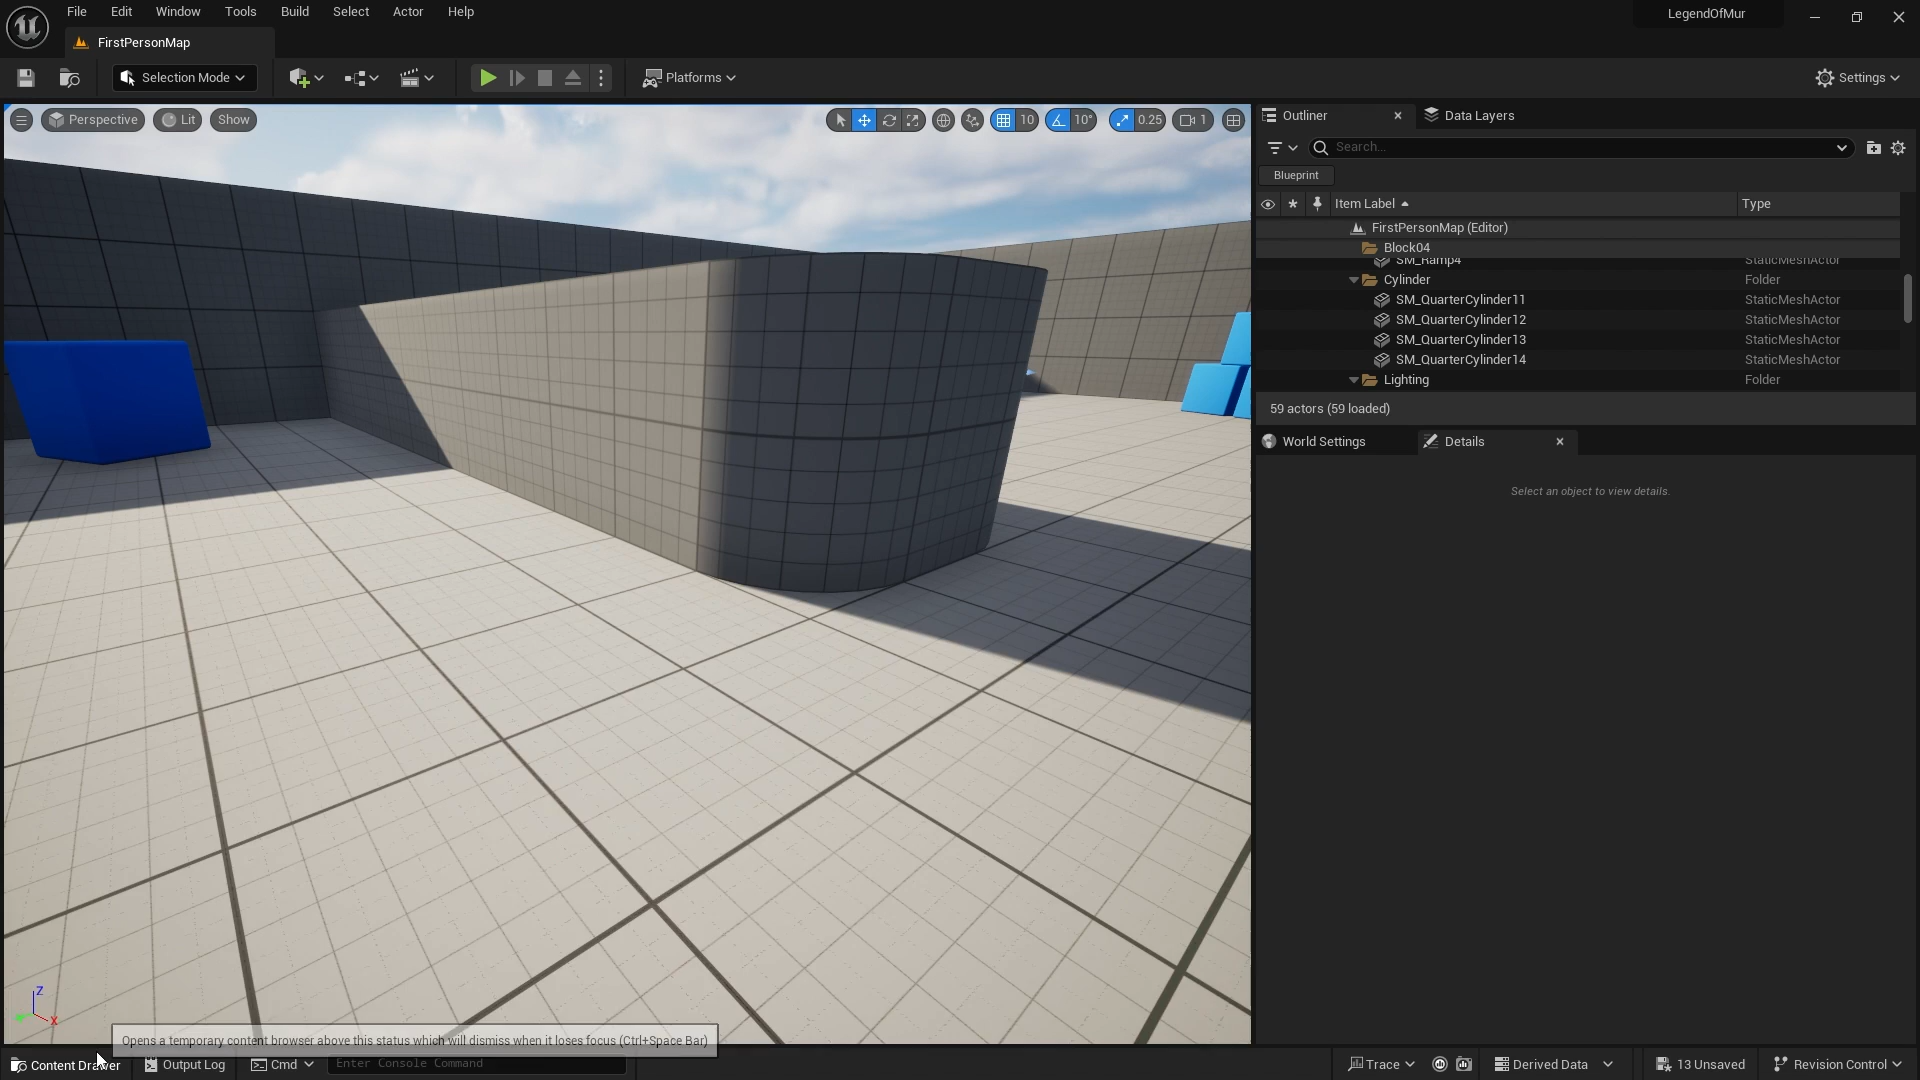 File Edit Window Tools Build Select Actor Help
LegendOfMur
FirstPersonMap
Selection Mode
Platforms
Settings
Perspective Lit Show
10 10° 0.25 1
Outliner
Data Layers
Search...
Blueprint
Item Label Type
FirstPersonMap (Editor)
Block04
SM_Ramp4 StaticMeshActor
Cylinder Folder
SM_QuarterCylinder11 StaticMeshActor
SM_QuarterCylinder12 StaticMeshActor
SM_QuarterCylinder13 StaticMeshActor
SM_QuarterCylinder14 StaticMeshActor
Lighting Folder
59 actors (59 loaded)
World Settings
Details
Select an object to view details.
Z
X
Opens a temporary content browser above this status which will dismiss when it loses focus (Ctrl+Space Bar)
Content Drawer
Output Log
Cmd
Enter Console Command
Trace
Derived Data
13 Unsaved
Revision Control